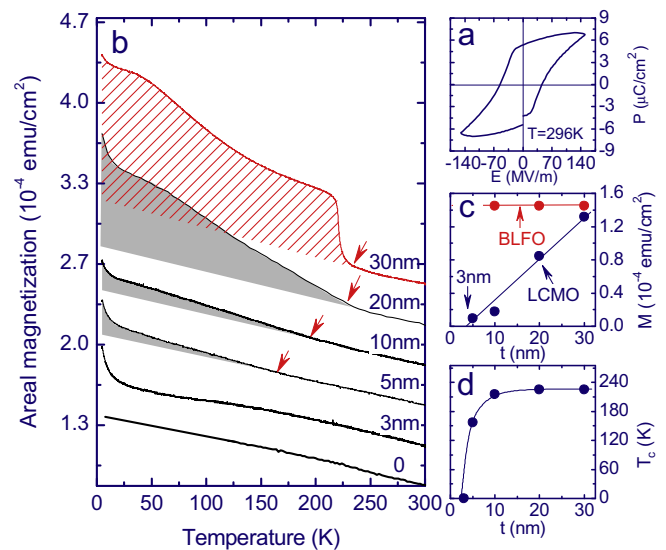 b
4.7
4.0
3.3
2.7
2.0
1.3
Areal magnetization (10⁻⁴ emu/cm²)
30nm
20nm
10nm
5nm
3nm
0
0 50 100 150 200 250 300
Temperature (K)
a
9
6
3
0
-3
-6
-9
P (μC/cm²)
T=296K
-140 -70 0 70 140
E (MV/m)
c
1.6
1.2
0.8
0.4
0.0
M (10⁻⁴ emu/cm²)
BLFO
3nm
LCMO
0 10 20 30
t (nm)
d
240
180
120
60
0
T_c (K)
0 10 20 30
t (nm)